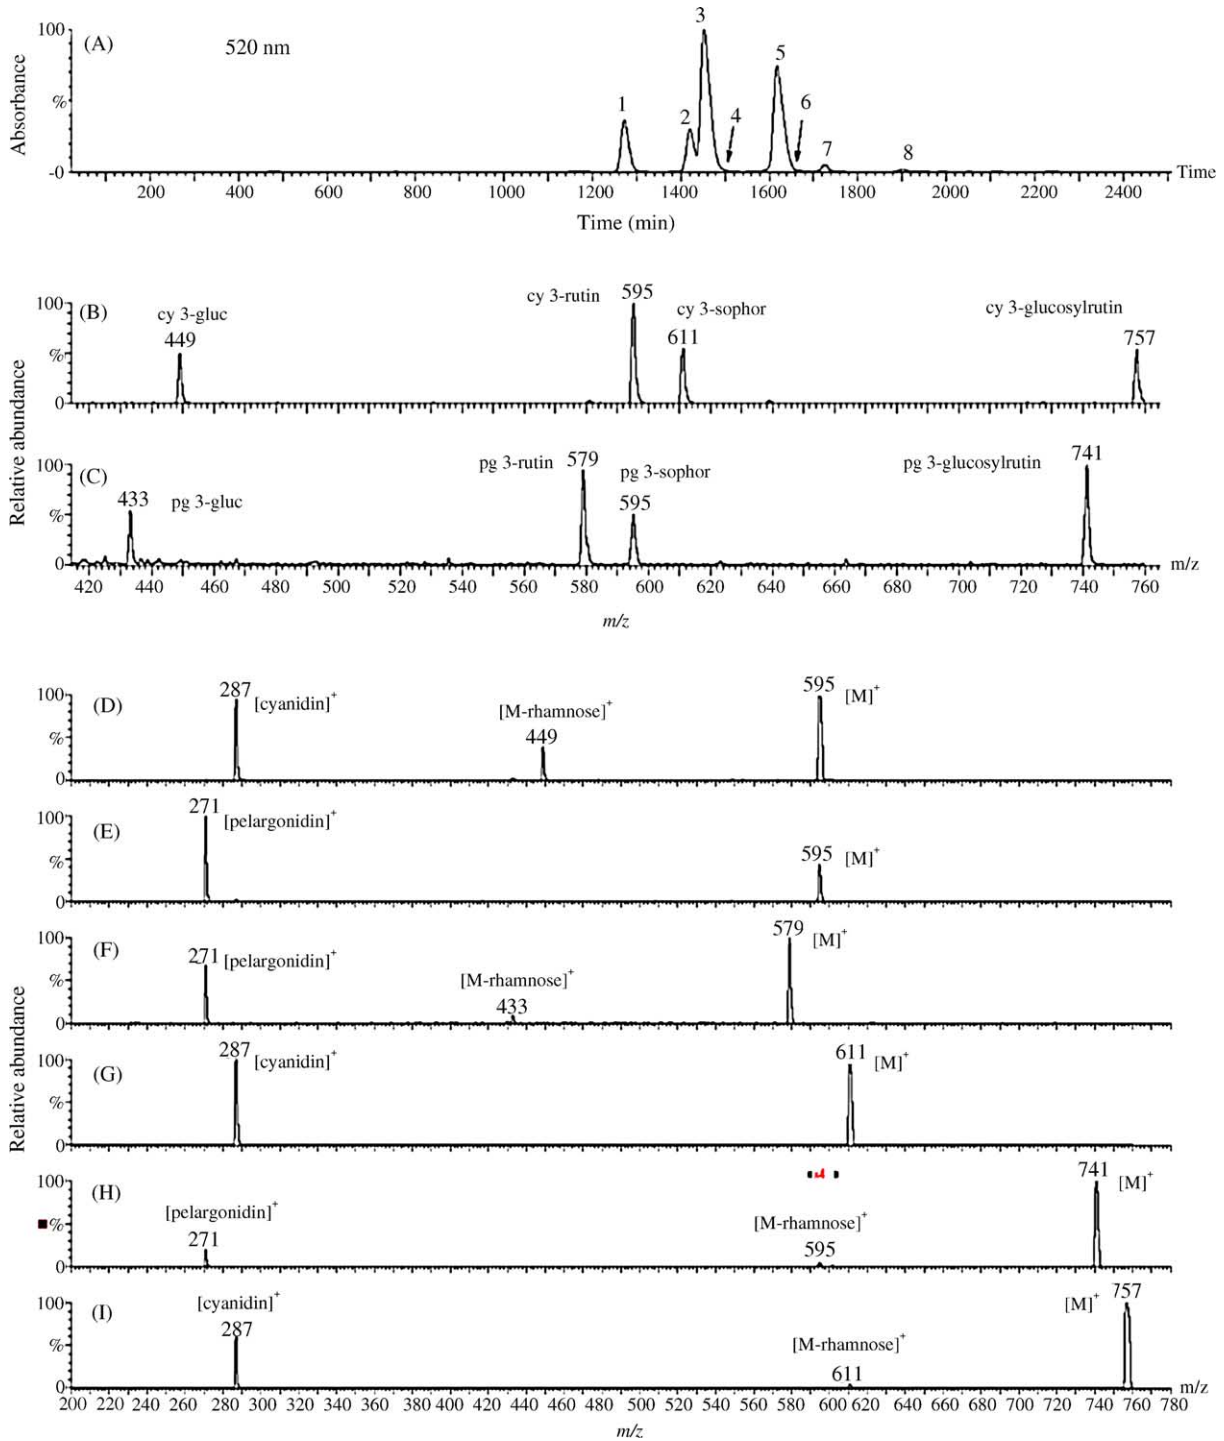 (A)
520 nm
Absorbance
100
%
-0
1
2
3
4
5
6
7
8
200 400 600 800 1000 1200 1400 1600 1800 2000 2200 2400
Time
Time (min)
Relative abundance
(B)
100
%
0
cy 3-gluc
449
cy 3-rutin
595
cy 3-sophor
611
cy 3-glucosylrutin
757
(C)
100
%
0
433
pg 3-gluc
pg 3-rutin
579
pg 3-sophor
595
pg 3-glucosylrutin
741
420 440 460 480 500 520 540 560 580 600 620 640 660 680 700 720 740 760
m/z
m/z
Relative abundance
(D)
100
%
0
287
[cyanidin]+
[M-rhamnose]+
449
595
[M]+
(E)
100
%
0
271
[pelargonidin]+
595
[M]+
(F)
100
%
0
271
[pelargonidin]+
[M-rhamnose]+
433
579
[M]+
(G)
100
%
0
287
[cyanidin]+
611
[M]+
(H)
100
%
0
[pelargonidin]+
271
[M-rhamnose]+
595
741
[M]+
(I)
100
%
0
[cyanidin]+
287
[M-rhamnose]+
611
[M]+
757
200 220 240 260 280 300 320 340 360 380 400 420 440 460 480 500 520 540 560 580 600 620 640 660 680 700 720 740 760 780
m/z
m/z